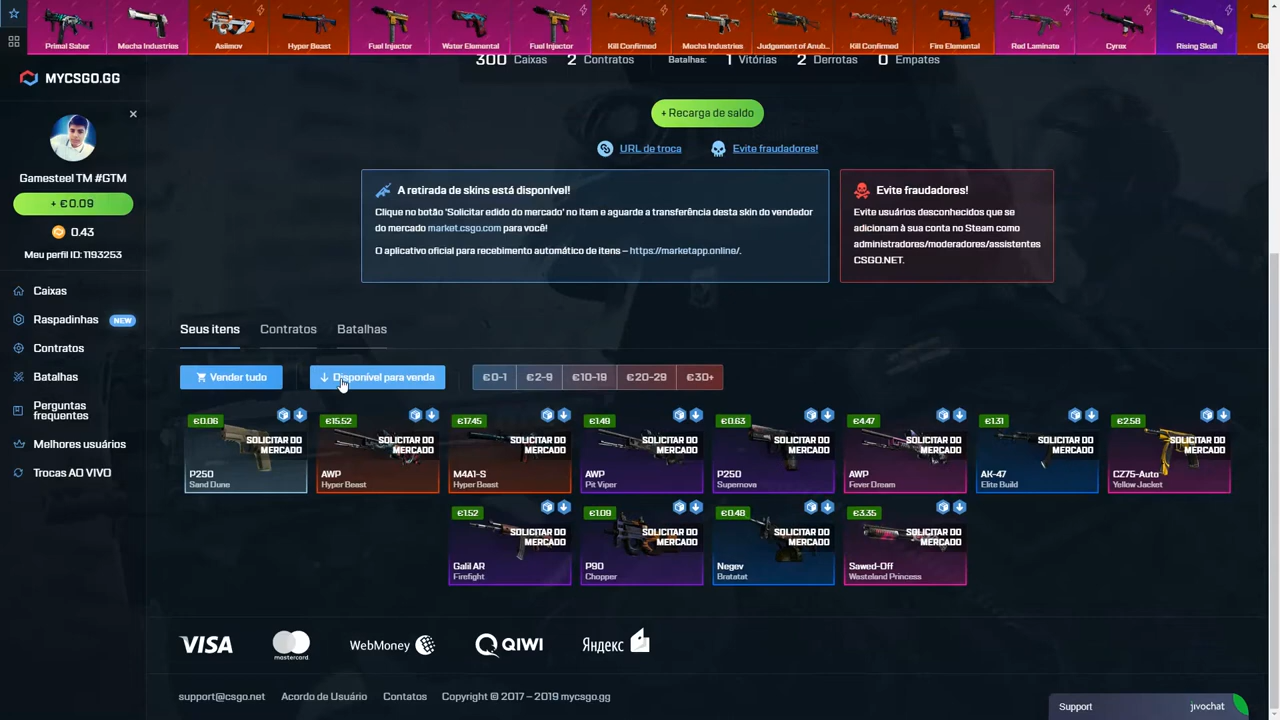 Primal Saber
Mecha Industries
Asiimov
Hyper Beast
Fuel Injector
Water Elemental
Fuel Injector
Kill Confirmed
Mecha Industries
Judgement of Anub...
Kill Confirmed
Fire Elemental
Red Laminate
Cyrex
Rising Skull
MYCSGO.GG
300 Caixas 2 Contratos Batalhas: 1 Vitórias 2 Derrotas 0 Empates
+ Recarga de saldo
URL de troca Evite fraudadores!
Gamesteel TM #GTM
+ €0.09
0.43
Meu perfil ID: 1193253
Caixas
Raspadinhas NEW
Contratos
Batalhas
Perguntas
frequentes
Melhores usuários
Trocas AO VIVO
A retirada de skins está disponível!
Clique no botão 'Solicitar edido do mercado' no item e aguarde a transferência desta skin do vendedor
do mercado market.csgo.com para você!
O aplicativo oficial para recebimento automático de itens – https://marketapp.online/.
Evite fraudadores!
Evite usuários desconhecidos que se
adicionam à sua conta no Steam como
administradores/moderadores/assistentes
CSGO.NET.
Seus itens Contratos Batalhas
Vender tudo Disponível para venda €0-1 €2-9 €10-19 €20-29 €30+
€0.06
SOLICITAR DO
MERCADO
P250
Sand Dune
€15.52
SOLICITAR DO
MERCADO
AWP
Hyper Beast
€17.45
SOLICITAR DO
MERCADO
M4A1-S
Hyper Beast
€1.49
SOLICITAR DO
MERCADO
AWP
Pit Viper
€0.63
SOLICITAR DO
MERCADO
P250
Supernova
€4.47
SOLICITAR DO
MERCADO
AWP
Fever Dream
€1.31
SOLICITAR DO
MERCADO
AK-47
Elite Build
€2.58
SOLICITAR DO
MERCADO
CZ75-Auto
Yellow Jacket
€1.52
SOLICITAR DO
MERCADO
Galil AR
Firefight
€1.09
SOLICITAR DO
MERCADO
P90
Chopper
€0.48
SOLICITAR DO
MERCADO
Negev
Bratatat
€3.35
SOLICITAR DO
MERCADO
Sawed-Off
Wasteland Princess
VISA mastercard. WebMoney QIWI Яндекс
support@csgo.net Acordo de Usuário Contatos Copyright © 2017 – 2019 mycsgo.gg
Support jivochat